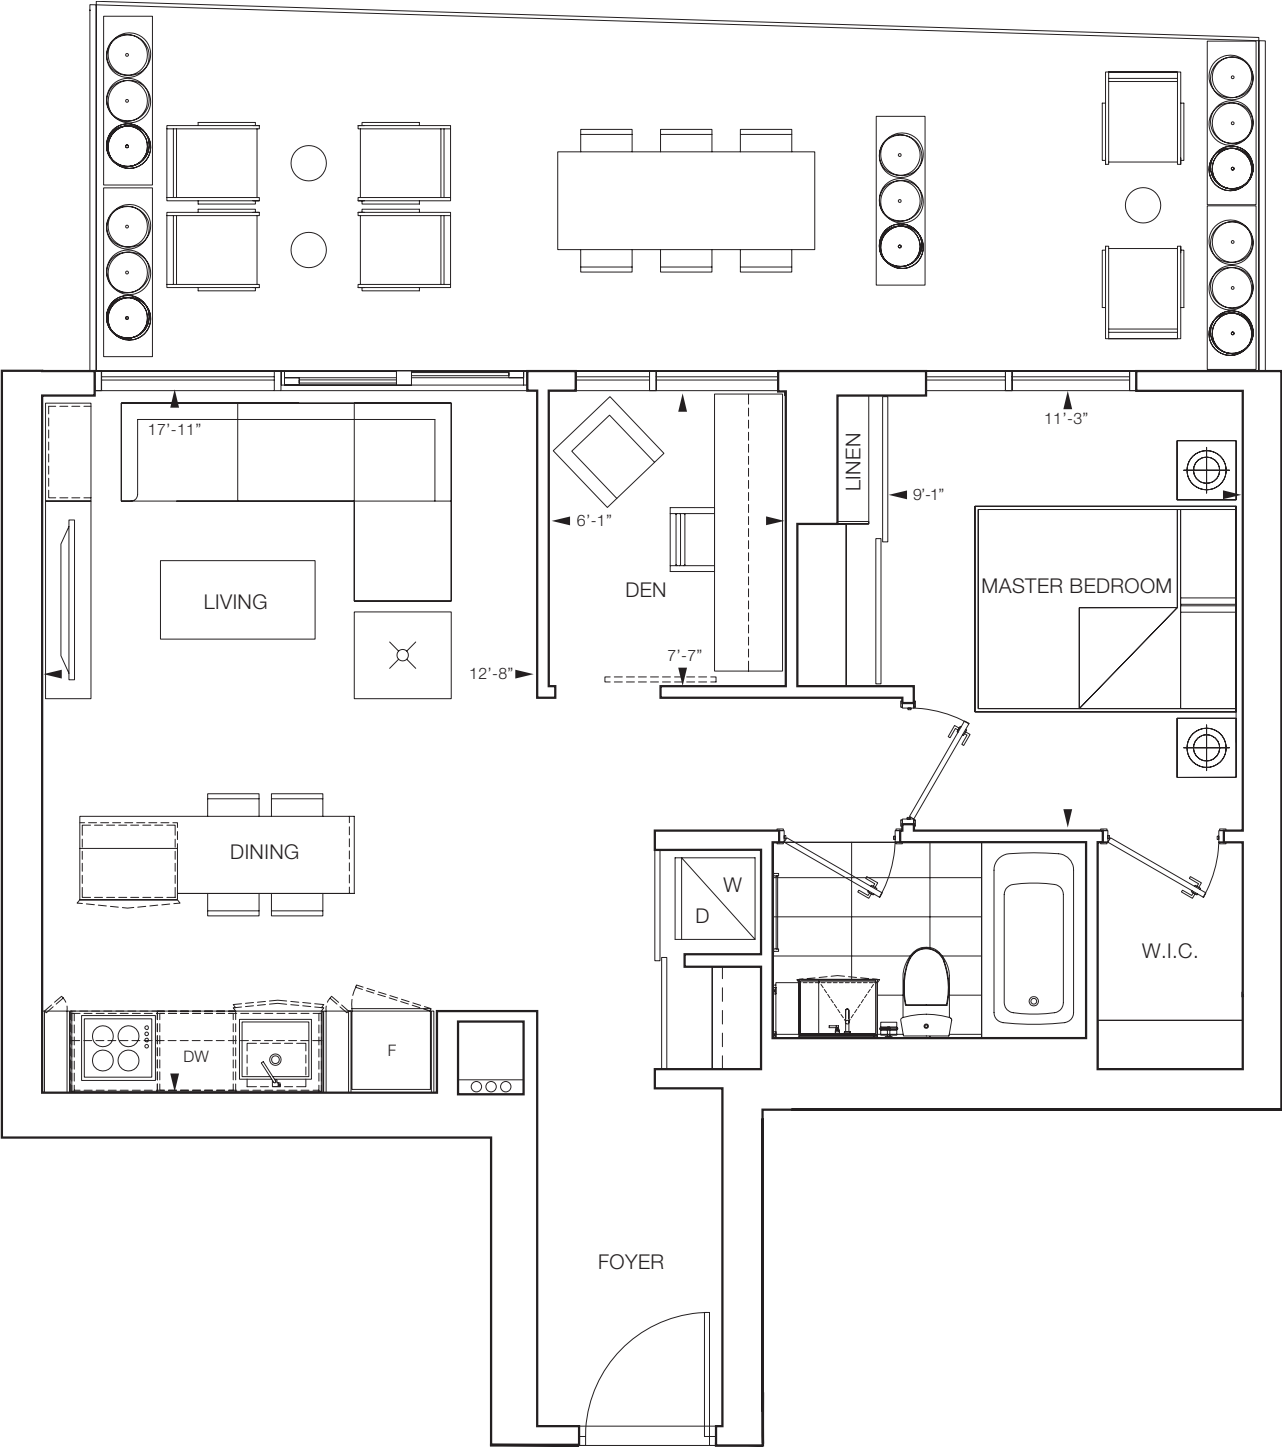 17'-11"
11'-3"
LINEN
9'-1"
6'-1"
DEN
MASTER BEDROOM
LIVING
7'-7"
12'-8"
DINING
W
D
W.I.C.
DW
F
FOYER